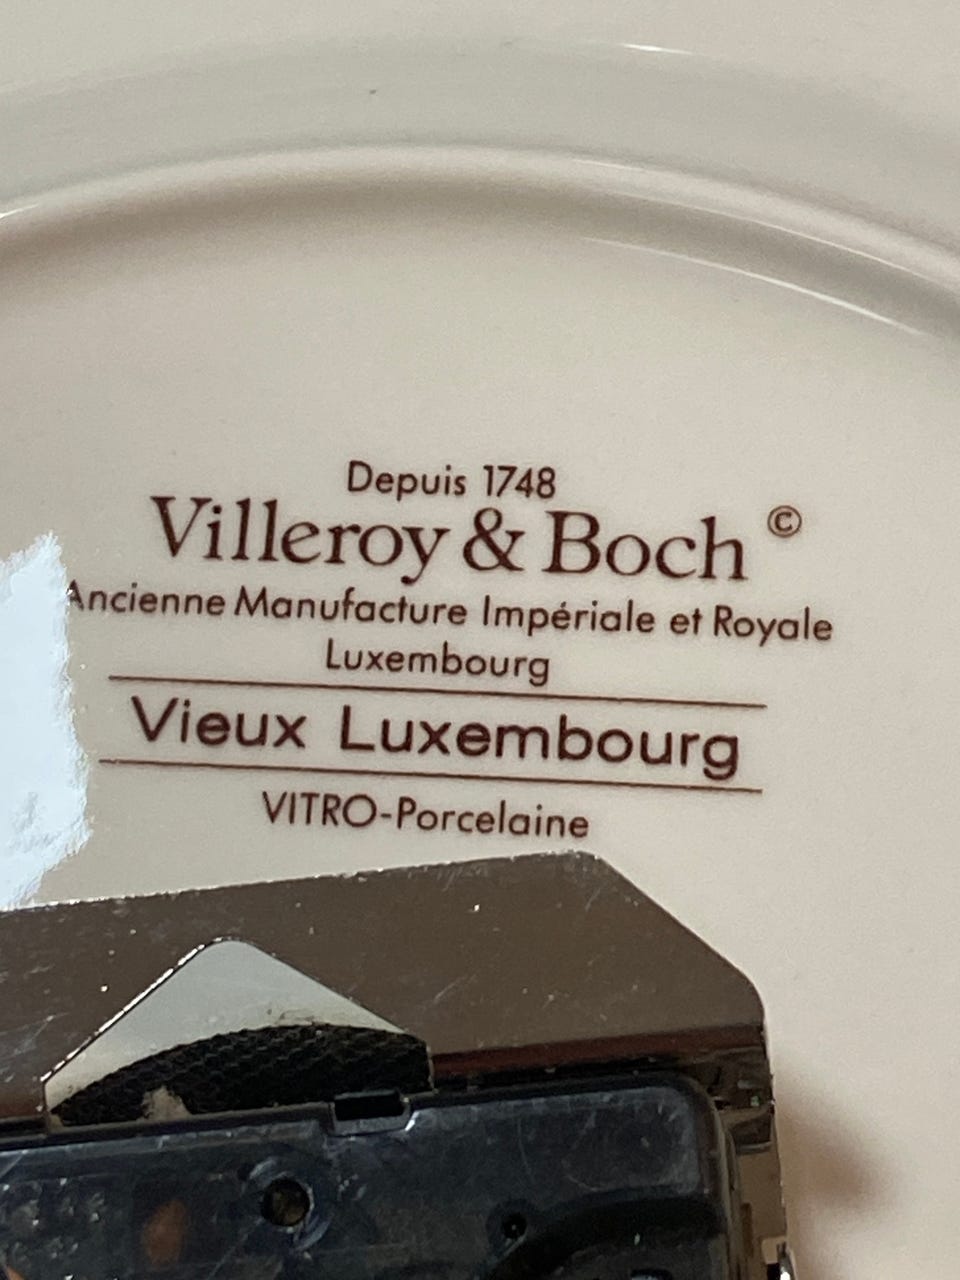 Depuis 1748
Villeroy & Boch ©
Ancienne Manufacture Impériale et Royale
Luxembourg
Vieux Luxembourg
VITRO-Porcelaine